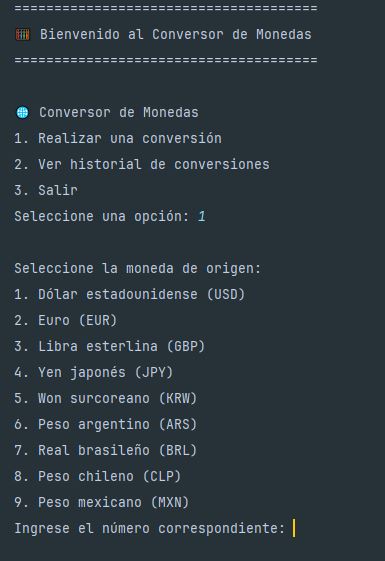 ======================================
🧮 Bienvenido al Conversor de Monedas
======================================
🌐 Conversor de Monedas
1. Realizar una conversión
2. Ver historial de conversiones
3. Salir
Seleccione una opción: 1
Seleccione la moneda de origen:
1. Dólar estadounidense (USD)
2. Euro (EUR)
3. Libra esterlina (GBP)
4. Yen japonés (JPY)
5. Won surcoreano (KRW)
6. Peso argentino (ARS)
7. Real brasileño (BRL)
8. Peso chileno (CLP)
9. Peso mexicano (MXN)
Ingrese el número correspondiente: